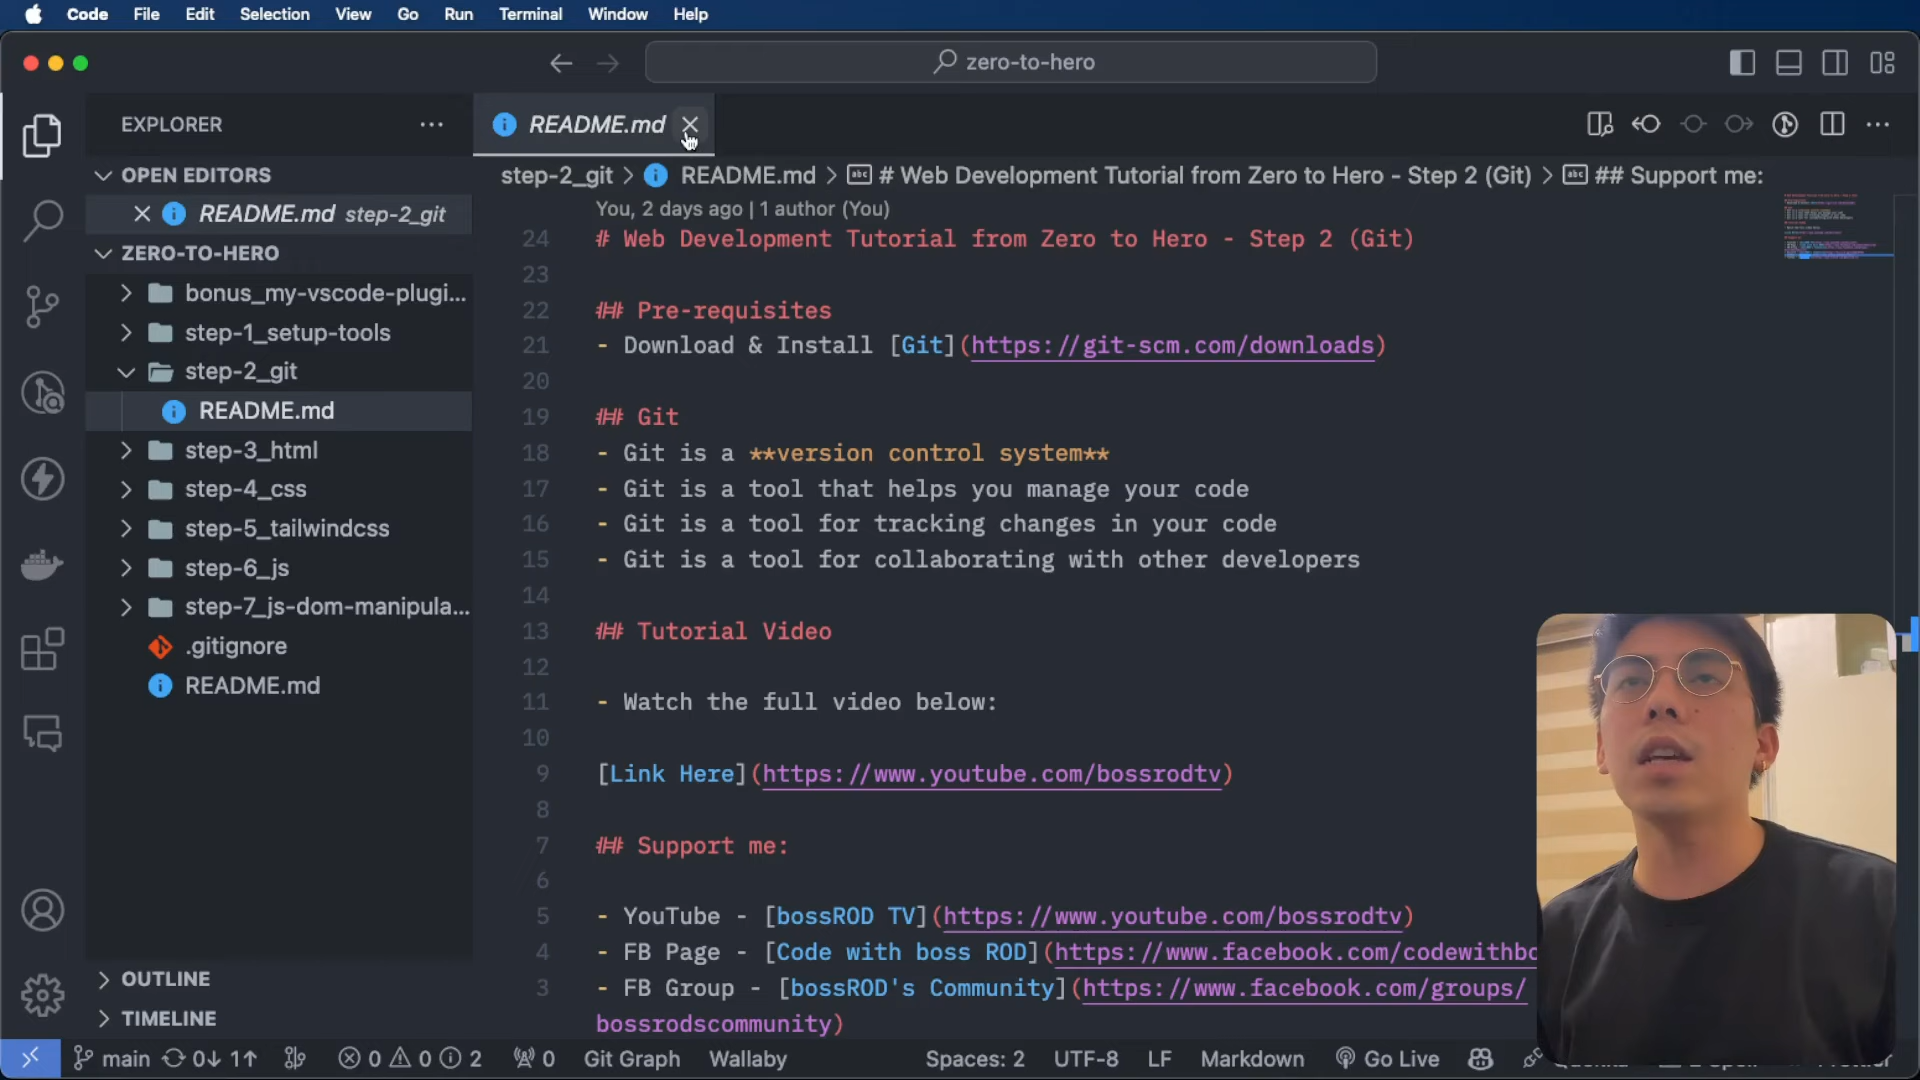 Code File Edit Selection View Go Run Terminal Window Help
zero-to-hero
EXPLORER
README.md
OPEN EDITORS
README.md step-2_git
ZERO-TO-HERO
bonus_my-vscode-plugi...
step-1_setup-tools
step-2_git
README.md
step-3_html
step-4_css
step-5_tailwindcss
step-6_js
step-7_js-dom-manipula...
.gitignore
README.md
OUTLINE
TIMELINE
step-2_git > README.md > # Web Development Tutorial from Zero to Hero - Step 2 (Git) > ## Support me:
You, 2 days ago | 1 author (You)
24 # Web Development Tutorial from Zero to Hero - Step 2 (Git)
23
22 ## Pre-requisites
21 - Download & Install [Git](https://git-scm.com/downloads)
20
19 ## Git
18 - Git is a **version control system**
17 - Git is a tool that helps you manage your code
16 - Git is a tool for tracking changes in your code
15 - Git is a tool for collaborating with other developers
14
13 ## Tutorial Video
12
11 - Watch the full video below:
10
9 [Link Here](https://www.youtube.com/bossrodtv)
8
7 ## Support me:
6
5 - YouTube - [bossROD TV](https://www.youtube.com/bossrodtv)
4 - FB Page - [Code with boss ROD](https://www.facebook.com/codewithbo
3 - FB Group - [bossROD's Community](https://www.facebook.com/groups/
bossrodscommunity)
main 0↓ 1↑ 0 0 2 0 Git Graph Wallaby Spaces: 2 UTF-8 LF Markdown Go Live